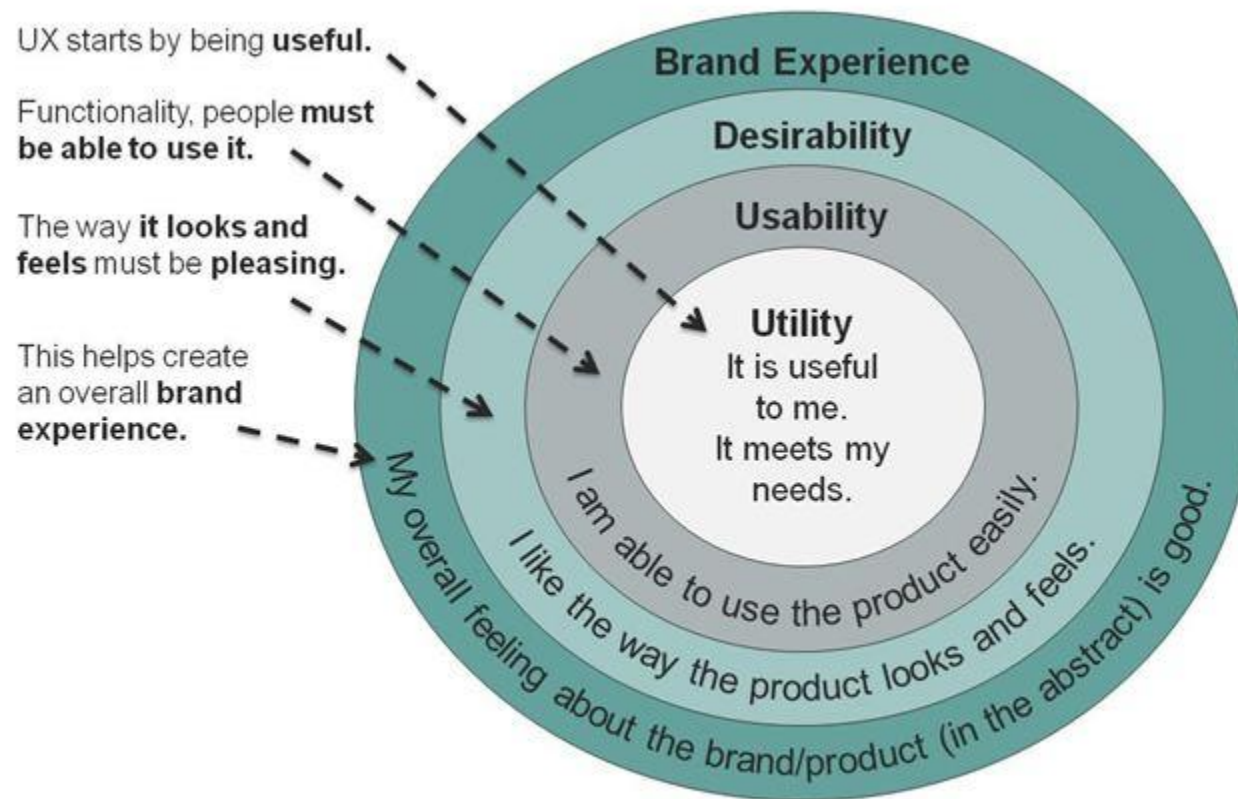 UX starts by being useful.
Functionality, people must
be able to use it.
The way it looks and
feels must be pleasing.
This helps create
an overall brand
experience.
Brand Experience
Desirability
Usability
Utility
It is useful
to me.
It meets my
needs.
I am able to use the product easily.
I like the way the product looks and feels.
My overall feeling about the brand/product (in the abstract) is good.